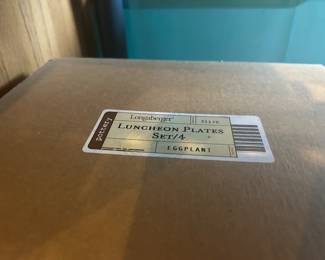 pottery
Longaberger
Luncheon Plates
Set/4
EGGPLANT